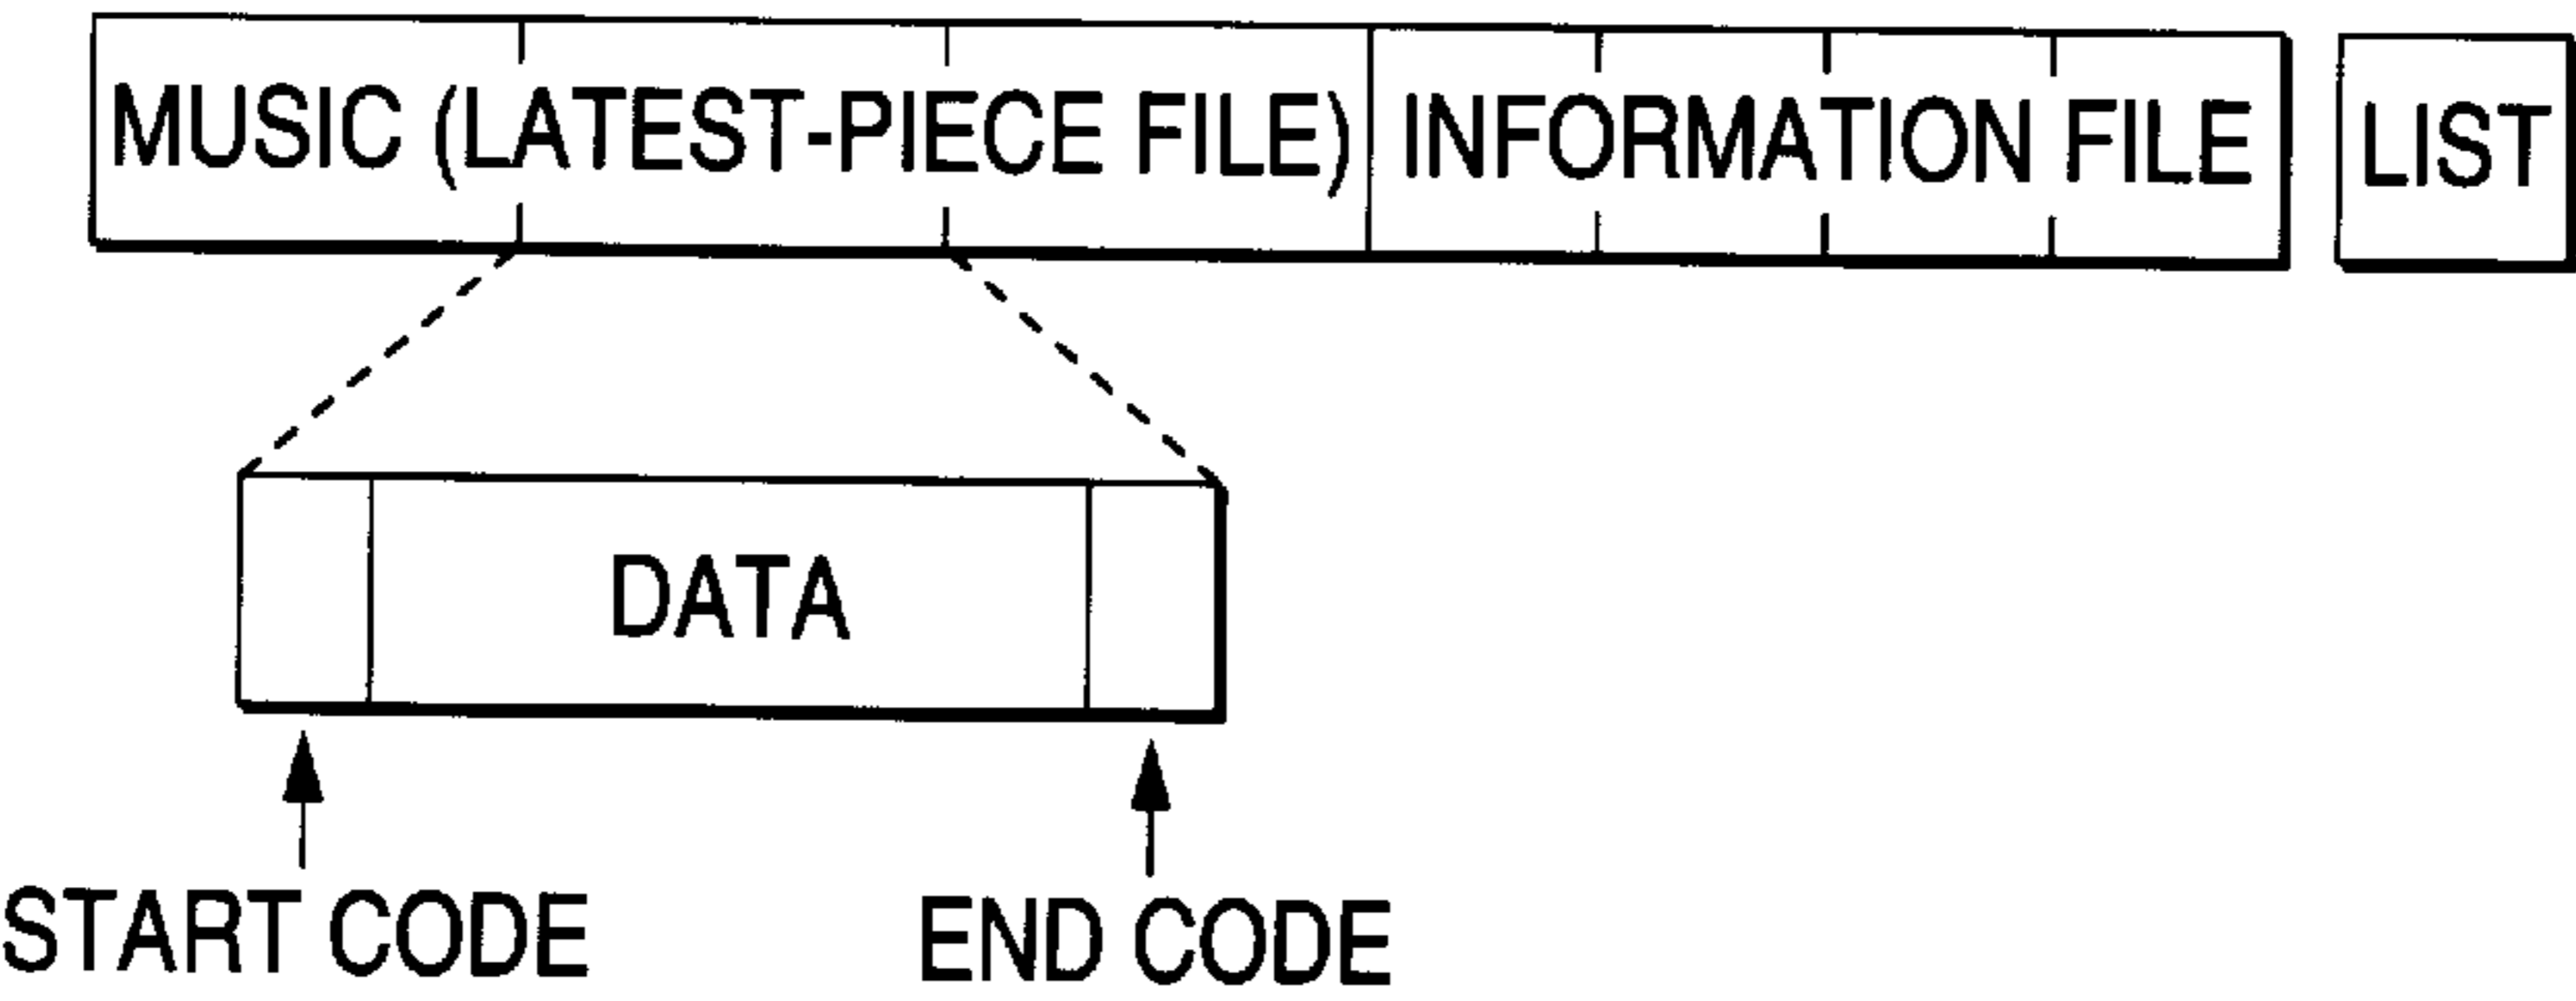 MUSIC (LATEST-PIECE FILE) INFORMATION FILE LIST
DATA
START CODE END CODE